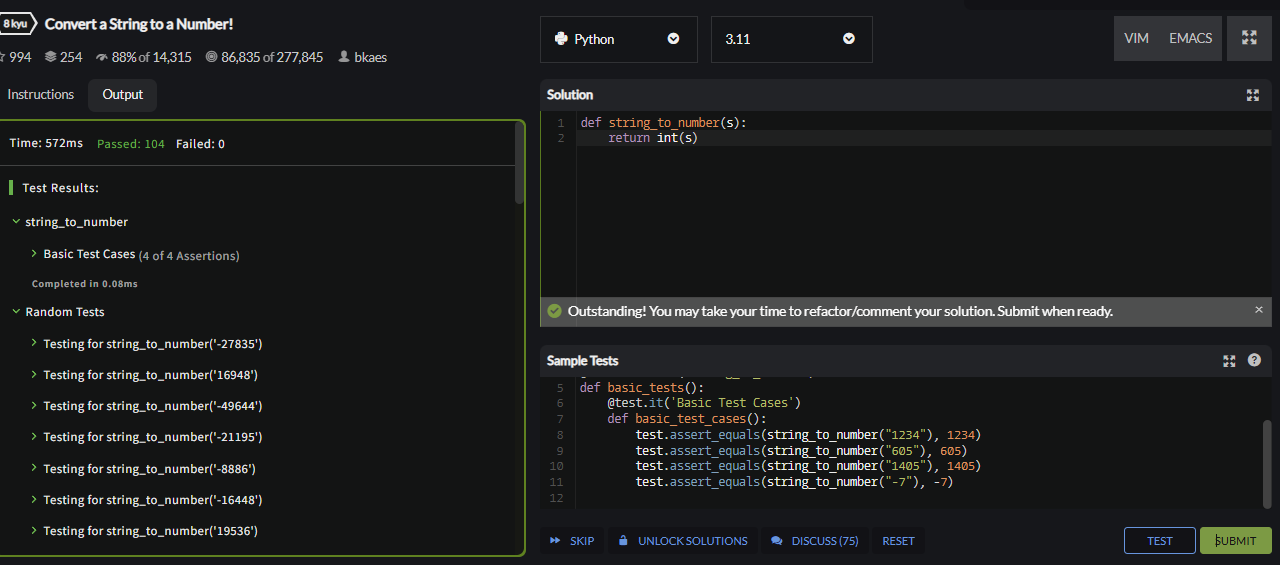 8 kyu Convert a String to a Number!
994 254 88% of 14,315 86,835 of 277,845 bkaes
Instructions Output
Time: 572ms Passed: 104 Failed: 0
Test Results:
string_to_number
Basic Test Cases (4 of 4 Assertions)
Completed in 0.08ms
Random Tests
Testing for string_to_number('-27835')
Testing for string_to_number('16948')
Testing for string_to_number('-49644')
Testing for string_to_number('-21195')
Testing for string_to_number('-8886')
Testing for string_to_number('-16448')
Testing for string_to_number('19536')
Python 3.11 VIM EMACS
Solution
1 def string_to_number(s):
2 return int(s)
Outstanding! You may take your time to refactor/comment your solution. Submit when ready.
Sample Tests
5 def basic_tests():
6 @test.it('Basic Test Cases')
7 def basic_test_cases():
8 test.assert_equals(string_to_number("1234"), 1234)
9 test.assert_equals(string_to_number("605"), 605)
10 test.assert_equals(string_to_number("1405"), 1405)
11 test.assert_equals(string_to_number("-7"), -7)
12
SKIP UNLOCK SOLUTIONS DISCUSS (75) RESET TEST SUBMIT